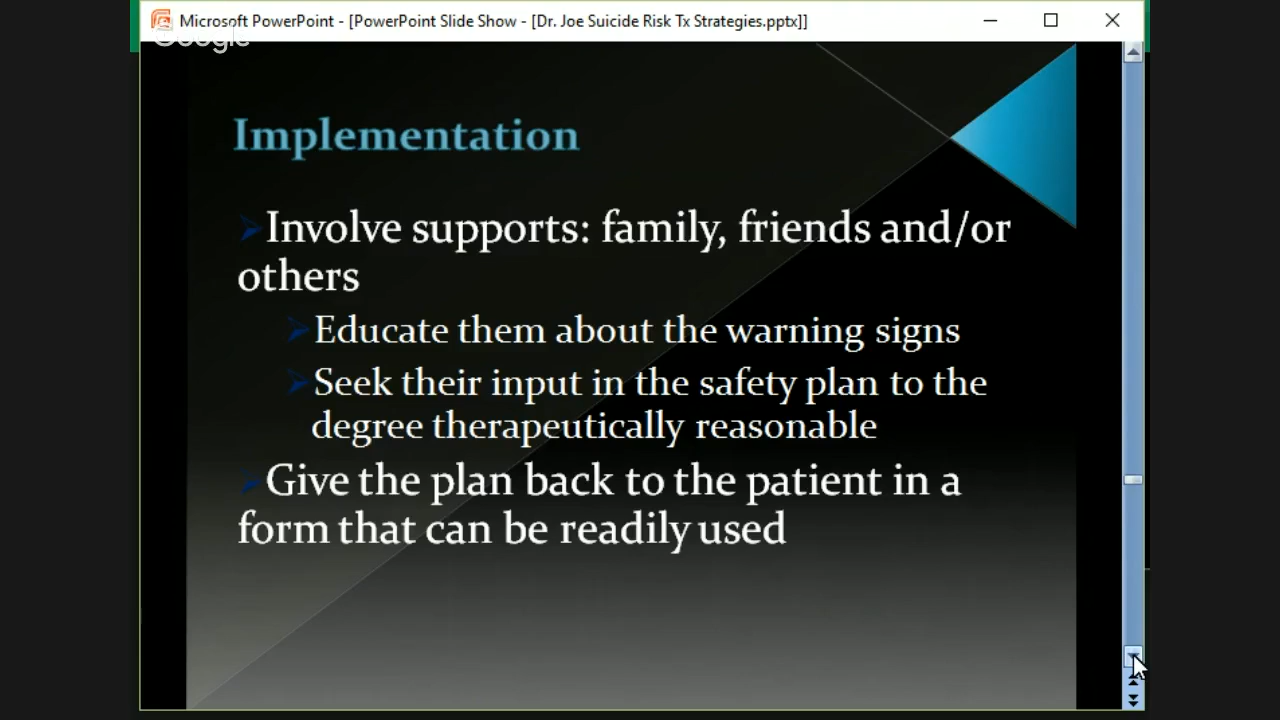 Microsoft PowerPoint - [PowerPoint Slide Show - [Dr. Joe Suicide Risk Tx Strategies.pptx]]
Google
Implementation
Involve supports: family, friends and/or
others
Educate them about the warning signs
Seek their input in the safety plan to the
degree therapeutically reasonable
Give the plan back to the patient in a
form that can be readily used